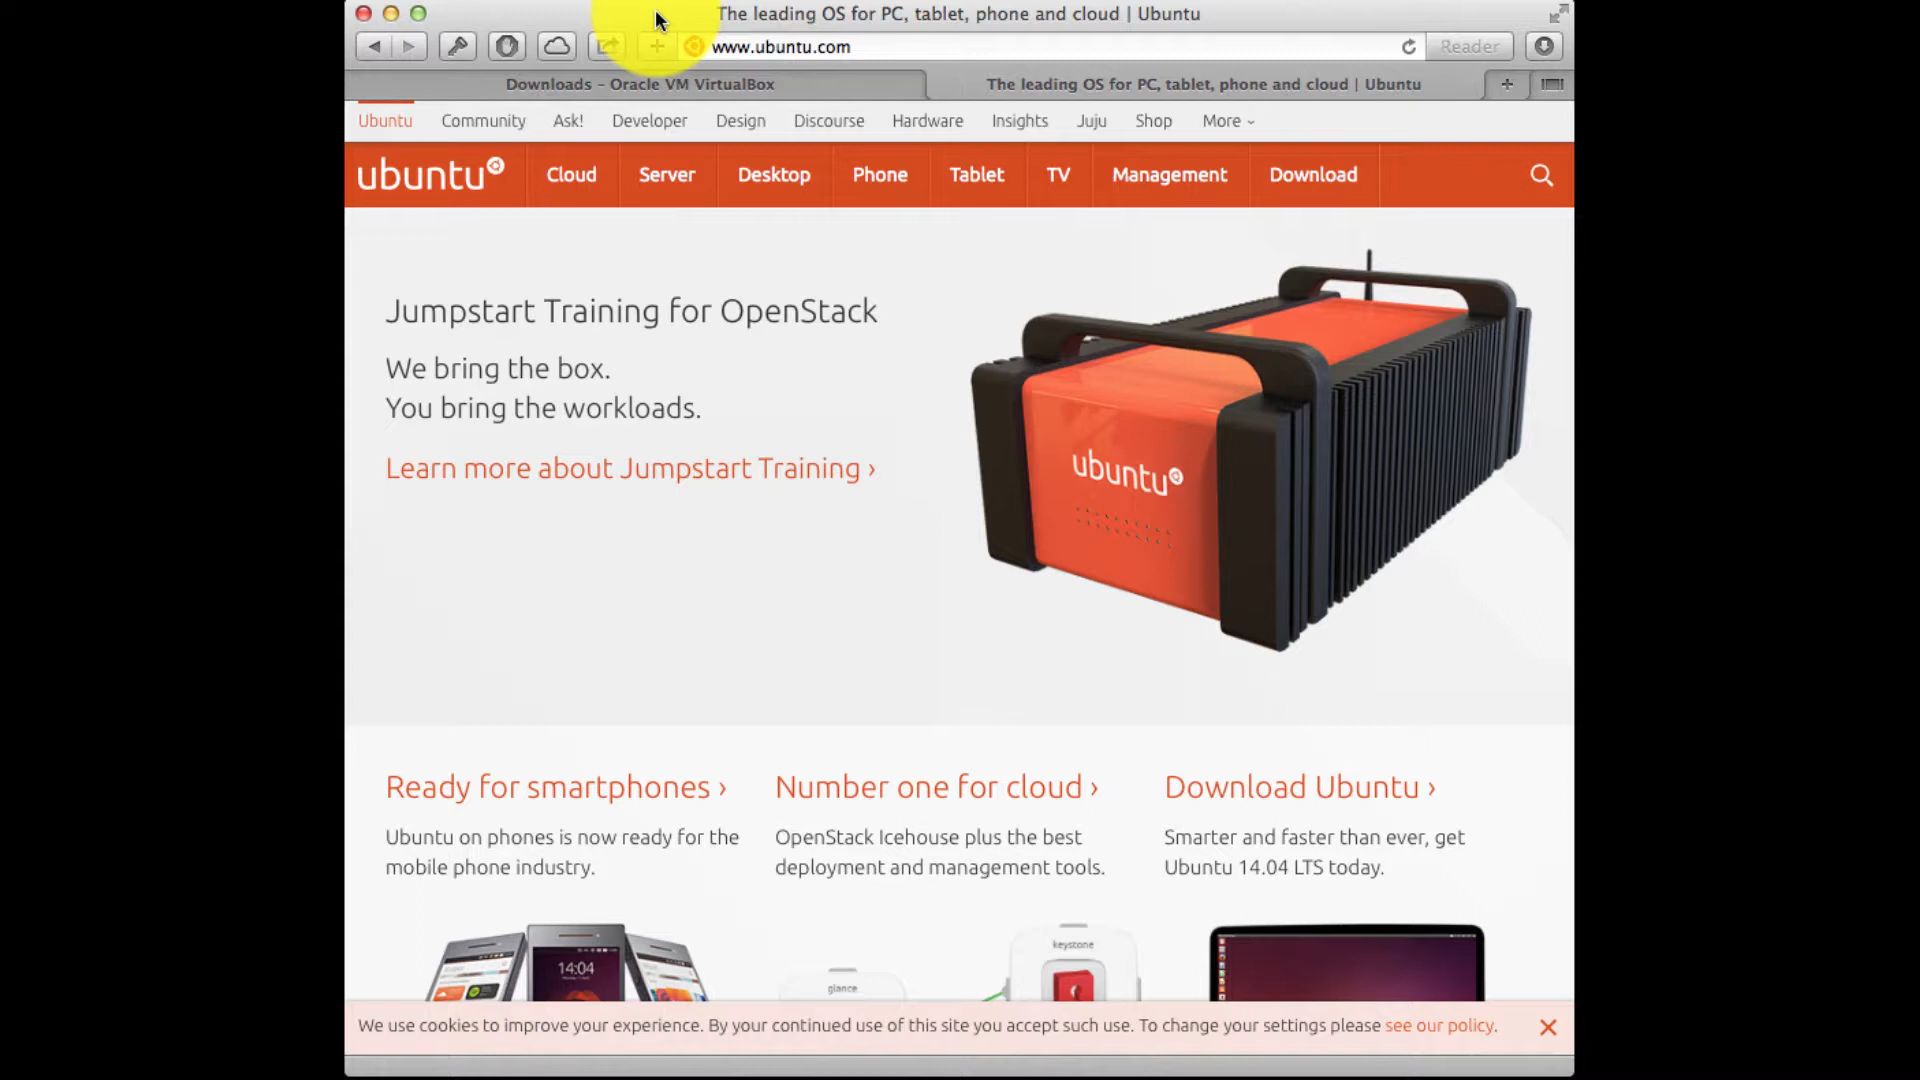 The leading OS for PC, tablet, phone and cloud | Ubuntu
www.ubuntu.com
Reader
Downloads – Oracle VM VirtualBox
The leading OS for PC, tablet, phone and cloud | Ubuntu
Ubuntu Community Ask! Developer Design Discourse Hardware Insights Juju Shop More
ubuntu Cloud Server Desktop Phone Tablet TV Management Download
Jumpstart Training for OpenStack
We bring the box.
You bring the workloads.
Learn more about Jumpstart Training ›
ubuntu
Ready for smartphones ›
Ubuntu on phones is now ready for the
mobile phone industry.
Number one for cloud ›
OpenStack Icehouse plus the best
deployment and management tools.
Download Ubuntu ›
Smarter and faster than ever, get
Ubuntu 14.04 LTS today.
14:04
glance
keystone
We use cookies to improve your experience. By your continued use of this site you accept such use. To change your settings please see our policy.